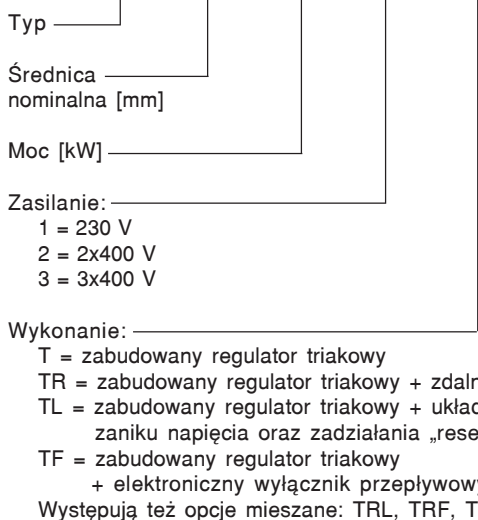 Typ
Średnica
nominalna [mm]
Moc [kW]
Zasilanie:
1 = 230 V
2 = 2x400 V
3 = 3x400 V
Wykonanie:
T = zabudowany regulator triakowy
TR = zabudowany regulator triakowy + zdaln
TL = zabudowany regulator triakowy + układ
zaniku napięcia oraz zadziałania „rese
TF = zabudowany regulator triakowy
+ elektroniczny wyłącznik przepływowy
Występują też opcje mieszane: TRL, TRF, T